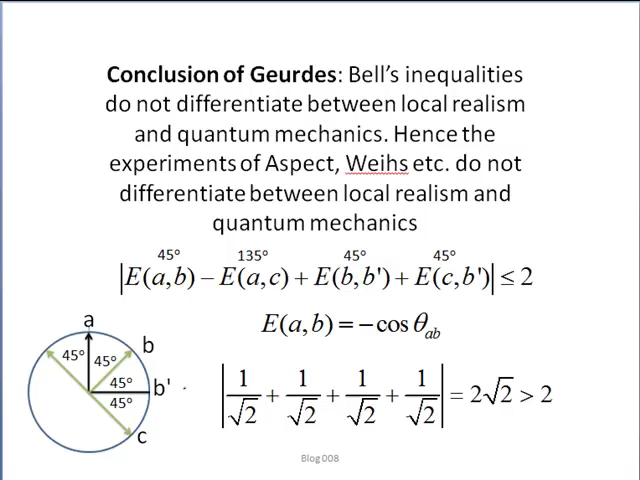 Conclusion of Geurdes: Bell's inequalities
do not differentiate between local realism
and quantum mechanics. Hence the
experiments of Aspect, Weihs etc. do not
differentiate between local realism and
quantum mechanics
45° 135° 45° 45°
|E(a,b) − E(a,c) + E(b,b') + E(c,b')| ≤ 2
E(a,b) = −cos θab
|1/√2 + 1/√2 + 1/√2 + 1/√2| = 2√2 > 2
a
b
45° 45°
45° b'
45°
c
Blog 008